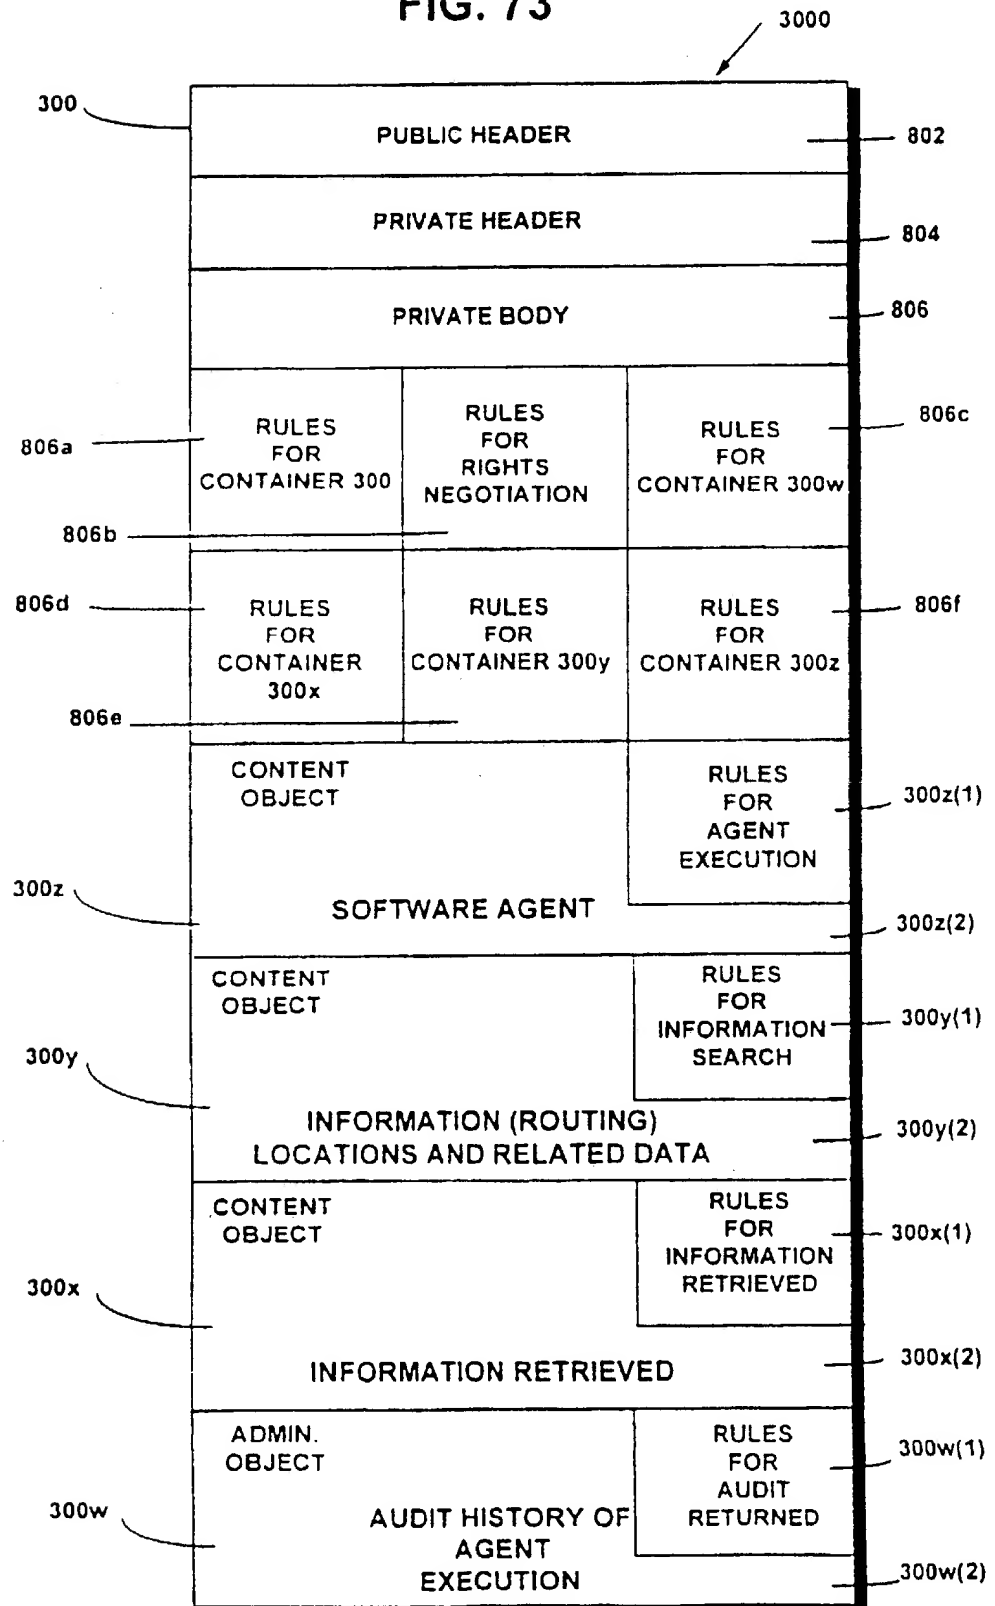 FIG. 73
3000
300
PUBLIC HEADER
802
PRIVATE HEADER
804
PRIVATE BODY
806
806a
RULES
FOR
CONTAINER 300
RULES
FOR
RIGHTS
NEGOTIATION
806b
RULES
FOR
CONTAINER 300w
806c
806d
RULES
FOR
CONTAINER
300x
RULES
FOR
CONTAINER 300y
806e
RULES
FOR
CONTAINER 300z
806f
CONTENT
OBJECT
RULES
FOR
AGENT
EXECUTION
300z(1)
300z
SOFTWARE AGENT
300z(2)
CONTENT
OBJECT
RULES
FOR
INFORMATION
SEARCH
300y(1)
300y
INFORMATION (ROUTING)
LOCATIONS AND RELATED DATA
300y(2)
CONTENT
OBJECT
RULES
FOR
INFORMATION
RETRIEVED
300x(1)
300x
INFORMATION RETRIEVED
300x(2)
ADMIN.
OBJECT
RULES
FOR
AUDIT
RETURNED
300w(1)
300w
AUDIT HISTORY OF
AGENT
EXECUTION
300w(2)